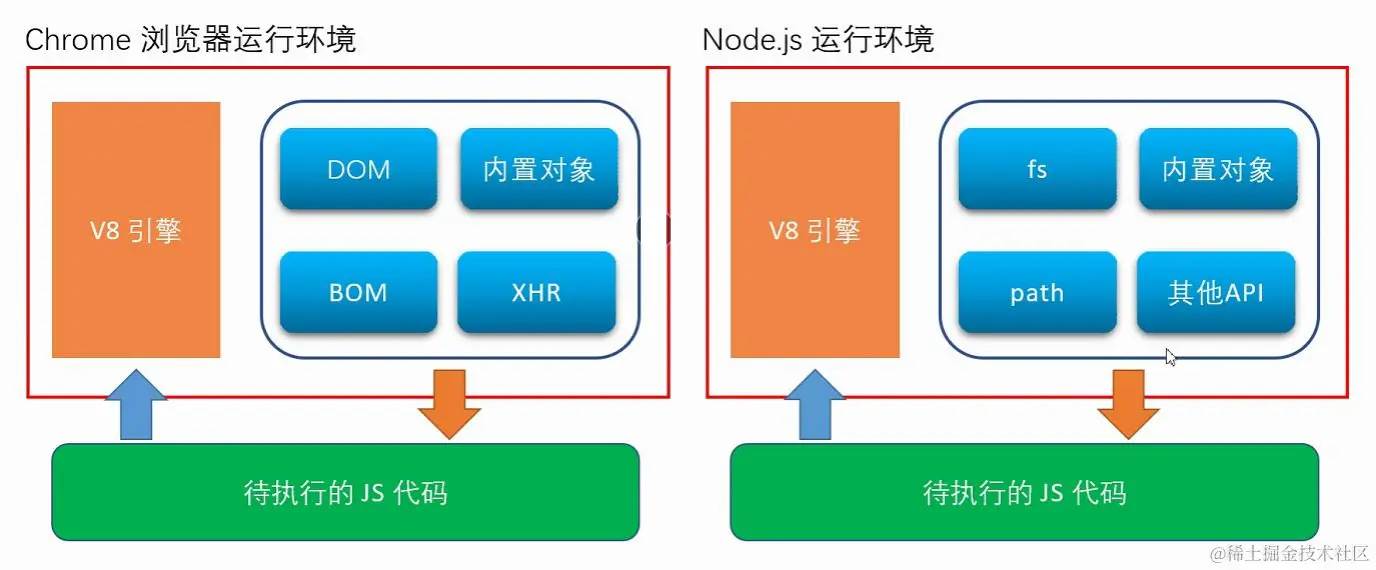 Chrome 浏览器运行环境
V8 引擎
DOM
内置对象
BOM
XHR
待执行的 JS 代码
Node.js 运行环境
V8 引擎
fs
内置对象
path
其他API
待执行的 JS 代码
@稀土掘金技术社区